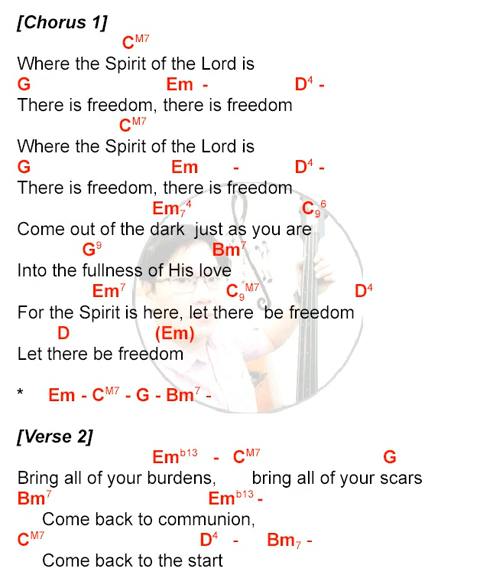 [Chorus 1]
CM7
Where the Spirit of the Lord is
G Em - D4 -
There is freedom, there is freedom
CM7
Where the Spirit of the Lord is
G Em - D4 -
There is freedom, there is freedom
Em74 C96
Come out of the dark just as you are
G9 Bm7
Into the fullness of His love
Em7 C9M7 D4
For the Spirit is here, let there be freedom
D (Em)
Let there be freedom
* Em - CM7 - G - Bm7 -
[Verse 2]
Emb13 - CM7 G
Bring all of your burdens, bring all of your scars
Bm7 Emb13 -
Come back to communion,
CM7 D4 - Bm7 -
Come back to the start